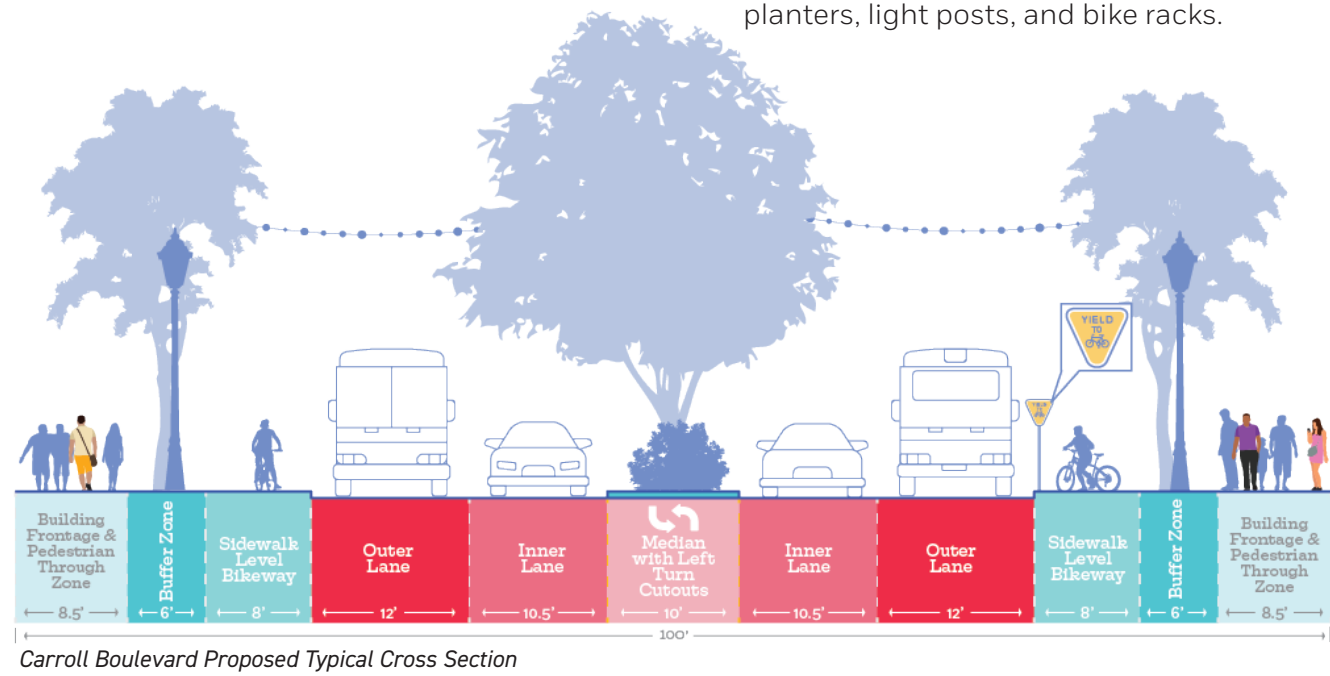 planters, light posts, and bike racks.
YIELD
TO
YIELD
TO
Building
Frontage &
Pedestrian
Through
Zone
8.5'
Buffer Zone
6'
Sidewalk
Level
Bikeway
8'
Outer
Lane
12'
Inner
Lane
10.5'
Median
with Left
Turn
Cutouts
10'
Inner
Lane
10.5'
Outer
Lane
12'
Sidewalk
Level
Bikeway
8'
Buffer Zone
6'
Building
Frontage &
Pedestrian
Through
Zone
8.5'
100'
Carroll Boulevard Proposed Typical Cross Section